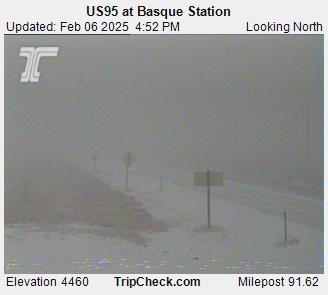 US95 at Basque Station
Updated: Feb 06 2025 4:52 PM Looking North
Elevation 4460 TripCheck.com Milepost 91.62